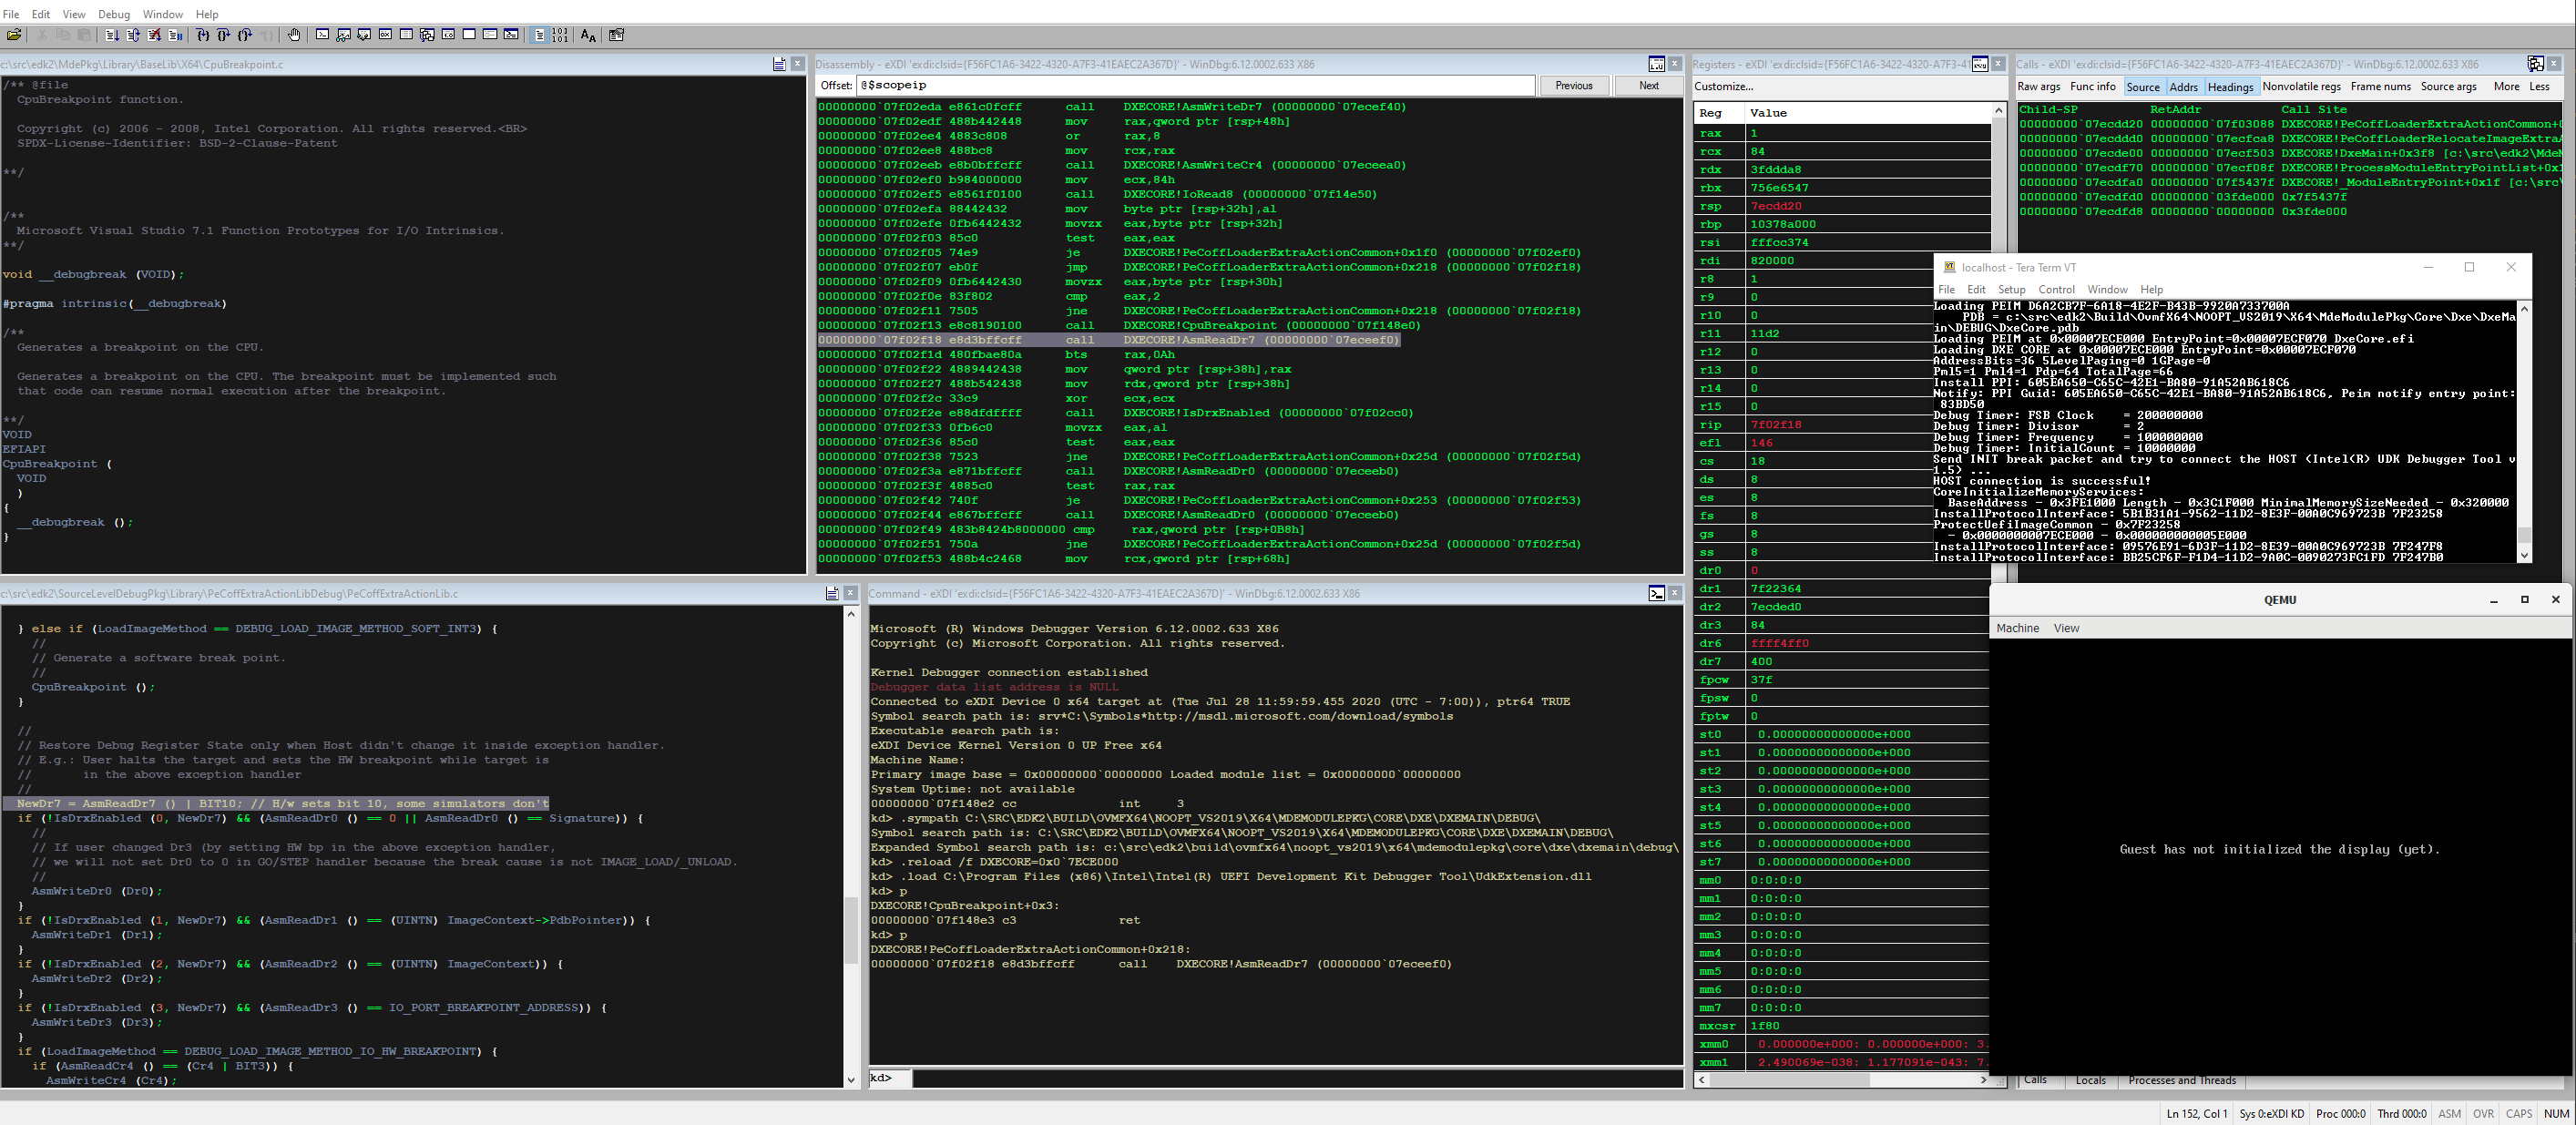 File Edit View Debug Window Help
c:\src\edk2\MdePkg\Library\BaseLib\X64\CpuBreakpoint.c
/** @file
CpuBreakpoint function.
Copyright (c) 2006 - 2008, Intel Corporation. All rights reserved.<BR>
SPDX-License-Identifier: BSD-2-Clause-Patent
**/
/**
Microsoft Visual Studio 7.1 Function Prototypes for I/O Intrinsics.
**/
void __debugbreak (VOID);
#pragma intrinsic(__debugbreak)
/**
Generates a breakpoint on the CPU.
Generates a breakpoint on the CPU. The breakpoint must be implemented such
that code can resume normal execution after the breakpoint.
**/
VOID
EFIAPI
CpuBreakpoint (
VOID
)
{
__debugbreak ();
}
Disassembly - eXDI 'exdi:clsid={F56FC1A6-3422-4320-A7F3-41EAEC2A367D}' - WinDbg:6.12.0002.633 X86
Offset: @$scopeip Previous Next
00000000`07f02eda e861c0fcff call DXECORE!AsmWriteDr7 (00000000`07ecef40)
00000000`07f02edf 488b442448 mov rax,qword ptr [rsp+48h]
00000000`07f02ee4 4883c808 or rax,8
00000000`07f02ee8 488bc8 mov rcx,rax
00000000`07f02eeb e8b0bffcff call DXECORE!AsmWriteCr4 (00000000`07eceea0)
00000000`07f02ef0 b984000000 mov ecx,84h
00000000`07f02ef5 e8561f0100 call DXECORE!IoRead8 (00000000`07f14e50)
00000000`07f02efa 88442432 mov byte ptr [rsp+32h],al
00000000`07f02efe 0fb6442432 movzx eax,byte ptr [rsp+32h]
00000000`07f02f03 85c0 test eax,eax
00000000`07f02f05 74e9 je DXECORE!PeCoffLoaderExtraActionCommon+0x1f0 (00000000`07f02ef0)
00000000`07f02f07 eb0f jmp DXECORE!PeCoffLoaderExtraActionCommon+0x218 (00000000`07f02f18)
00000000`07f02f09 0fb6442430 movzx eax,byte ptr [rsp+30h]
00000000`07f02f0e 83f802 cmp eax,2
00000000`07f02f11 7505 jne DXECORE!PeCoffLoaderExtraActionCommon+0x218 (00000000`07f02f18)
00000000`07f02f13 e8c8190100 call DXECORE!CpuBreakpoint (00000000`07f148e0)
00000000`07f02f18 e8d3bffcff call DXECORE!AsmReadDr7 (00000000`07eceef0)
00000000`07f02f1d 480fbae80a bts rax,0Ah
00000000`07f02f22 4889442438 mov qword ptr [rsp+38h],rax
00000000`07f02f27 488b542438 mov rdx,qword ptr [rsp+38h]
00000000`07f02f2c 33c9 xor ecx,ecx
00000000`07f02f2e e88dfdffff call DXECORE!IsDrxEnabled (00000000`07f02cc0)
00000000`07f02f33 0fb6c0 movzx eax,al
00000000`07f02f36 85c0 test eax,eax
00000000`07f02f38 7523 jne DXECORE!PeCoffLoaderExtraActionCommon+0x25d (00000000`07f02f5d)
00000000`07f02f3a e871bffcff call DXECORE!AsmReadDr0 (00000000`07eceeb0)
00000000`07f02f3f 4885c0 test rax,rax
00000000`07f02f42 740f je DXECORE!PeCoffLoaderExtraActionCommon+0x253 (00000000`07f02f53)
00000000`07f02f44 e867bffcff call DXECORE!AsmReadDr0 (00000000`07eceeb0)
00000000`07f02f49 483b8424b8000000 cmp rax,qword ptr [rsp+0B8h]
00000000`07f02f51 750a jne DXECORE!PeCoffLoaderExtraActionCommon+0x25d (00000000`07f02f5d)
00000000`07f02f53 488b4c2468 mov rcx,qword ptr [rsp+68h]
Registers - eXDI 'exdi:clsid={F56FC1A6-3422-4320-A7F3-41
Customize...
Reg Value
rax 1
rcx 84
rdx 3fddda8
rbx 756e6547
rsp 7ecdd20
rbp 10378a000
rsi fffcc374
rdi 820000
r8 1
r9 0
r10 0
r11 11d2
r12 0
r13 0
r14 0
r15 0
rip 7f02f18
efl 146
cs 18
ds 8
es 8
fs 8
gs 8
ss 8
dr0 0
dr1 7f22364
dr2 7ecded0
dr3 84
dr6 ffff4ff0
dr7 400
fpcw 37f
fpsw 0
fptw 0
st0 0.00000000000000e+000
st1 0.00000000000000e+000
st2 0.00000000000000e+000
st3 0.00000000000000e+000
st4 0.00000000000000e+000
st5 0.00000000000000e+000
st6 0.00000000000000e+000
st7 0.00000000000000e+000
mm0 0:0:0:0
mm1 0:0:0:0
mm2 0:0:0:0
mm3 0:0:0:0
mm4 0:0:0:0
mm5 0:0:0:0
mm6 0:0:0:0
mm7 0:0:0:0
mxcsr 1f80
xmm0 0.000000e+000: 0.000000e+000: 3.
xmm1 2.490069e-038: 1.177091e-043: 7.
Calls - eXDI 'exdi:clsid={F56FC1A6-3422-4320-A7F3-41EAEC2A367D}' - WinDbg:6.12.0002.633 X86
Raw args Func info Source Addrs Headings Nonvolatile regs Frame nums Source args More Less
Child-SP RetAddr Call Site
00000000`07ecdd20 00000000`07f03088 DXECORE!PeCoffLoaderExtraActionCommon+0
00000000`07ecddd0 00000000`07ecfca8 DXECORE!PeCoffLoaderRelocateImageExtraA
00000000`07ecde00 00000000`07ecf503 DXECORE!DxeMain+0x3f8 [c:\src\edk2\MdeM
00000000`07ecdf70 00000000`07ecf08f DXECORE!ProcessModuleEntryPointList+0x1
00000000`07ecdfa0 00000000`07f5437f DXECORE!_ModuleEntryPoint+0x1f [c:\src\
00000000`07ecdfd0 00000000`03fde000 0x7f5437f
00000000`07ecdfd8 00000000`00000000 0x3fde000
localhost - Tera Term VT
File Edit Setup Control Window Help
Loading PEIM D6A2CB7F-6A18-4E2F-B43B-9920A733700A
PDB = c:\src\edk2\Build\OvmfX64\NOOPT_VS2019\X64\MdeModulePkg\Core\Dxe\DxeMa
in\DEBUG\DxeCore.pdb
Loading PEIM at 0x00007ECE000 EntryPoint=0x00007ECF070 DxeCore.efi
Loading DXE CORE at 0x00007ECE000 EntryPoint=0x00007ECF070
AddressBits=36 5LevelPaging=0 1GPage=0
Pml5=1 Pml4=1 Pdp=64 TotalPage=66
Install PPI: 605EA650-C65C-42E1-BA80-91A52AB618C6
Notify: PPI Guid: 605EA650-C65C-42E1-BA80-91A52AB618C6, Peim notify entry point:
83BD50
Debug Timer: FSB Clock = 200000000
Debug Timer: Divisor = 2
Debug Timer: Frequency = 100000000
Debug Timer: InitialCount = 10000000
Send INIT break packet and try to connect the HOST (Intel(R) UDK Debugger Tool v
1.5) ...
HOST connection is successful!
CoreInitializeMemoryServices:
BaseAddress - 0x3FE1000 Length - 0x3C1F000 MinimalMemorySizeNeeded - 0x320000
InstallProtocolInterface: 5B1B31A1-9562-11D2-8E3F-00A0C969723B 7F23258
ProtectUefiImageCommon - 0x7F23258
- 0x0000000007ECE000 - 0x000000000005E000
InstallProtocolInterface: 09576E91-6D3F-11D2-8E39-00A0C969723B 7F247F8
InstallProtocolInterface: BB25CF6F-F1D4-11D2-9A0C-0090273FC1FD 7F247B0
c:\src\edk2\SourceLevelDebugPkg\Library\PeCoffExtraActionLibDebug\PeCoffExtraActionLib.c
} else if (LoadImageMethod == DEBUG_LOAD_IMAGE_METHOD_SOFT_INT3) {
//
// Generate a software break point.
//
CpuBreakpoint ();
}
//
// Restore Debug Register State only when Host didn't change it inside exception handler.
// E.g.: User halts the target and sets the HW breakpoint while target is
// in the above exception handler
//
NewDr7 = AsmReadDr7 () | BIT10; // H/w sets bit 10, some simulators don't
if (!IsDrxEnabled (0, NewDr7) && (AsmReadDr0 () == 0 || AsmReadDr0 () == Signature)) {
//
// If user changed Dr3 (by setting HW bp in the above exception handler,
// we will not set Dr0 to 0 in GO/STEP handler because the break cause is not IMAGE_LOAD/_UNLOAD.
//
AsmWriteDr0 (Dr0);
}
if (!IsDrxEnabled (1, NewDr7) && (AsmReadDr1 () == (UINTN) ImageContext->PdbPointer)) {
AsmWriteDr1 (Dr1);
}
if (!IsDrxEnabled (2, NewDr7) && (AsmReadDr2 () == (UINTN) ImageContext)) {
AsmWriteDr2 (Dr2);
}
if (!IsDrxEnabled (3, NewDr7) && (AsmReadDr3 () == IO_PORT_BREAKPOINT_ADDRESS)) {
AsmWriteDr3 (Dr3);
}
if (LoadImageMethod == DEBUG_LOAD_IMAGE_METHOD_IO_HW_BREAKPOINT) {
if (AsmReadCr4 () == (Cr4 | BIT3)) {
AsmWriteCr4 (Cr4);
Command - eXDI 'exdi:clsid={F56FC1A6-3422-4320-A7F3-41EAEC2A367D}' - WinDbg:6.12.0002.633 X86
Microsoft (R) Windows Debugger Version 6.12.0002.633 X86
Copyright (c) Microsoft Corporation. All rights reserved.
Kernel Debugger connection established
Debugger data list address is NULL
Connected to eXDI Device 0 x64 target at (Tue Jul 28 11:59:59.455 2020 (UTC - 7:00)), ptr64 TRUE
Symbol search path is: srv*C:\Symbols*http://msdl.microsoft.com/download/symbols
Executable search path is:
eXDI Device Kernel Version 0 UP Free x64
Machine Name:
Primary image base = 0x00000000`00000000 Loaded module list = 0x00000000`00000000
System Uptime: not available
00000000`07f148e2 cc int 3
kd> .sympath C:\SRC\EDK2\BUILD\OVMFX64\NOOPT_VS2019\X64\MDEMODULEPKG\CORE\DXE\DXEMAIN\DEBUG\
Symbol search path is: C:\SRC\EDK2\BUILD\OVMFX64\NOOPT_VS2019\X64\MDEMODULEPKG\CORE\DXE\DXEMAIN\DEBUG\
Expanded Symbol search path is: c:\src\edk2\build\ovmfx64\noopt_vs2019\x64\mdemodulepkg\core\dxe\dxemain\debug\
kd> .reload /f DXECORE=0x0`7ECE000
kd> .load C:\Program Files (x86)\Intel\Intel(R) UEFI Development Kit Debugger Tool\UdkExtension.dll
kd> p
DXECORE!CpuBreakpoint+0x3:
00000000`07f148e3 c3 ret
kd> p
DXECORE!PeCoffLoaderExtraActionCommon+0x218:
00000000`07f02f18 e8d3bffcff call DXECORE!AsmReadDr7 (00000000`07eceef0)
kd>
QEMU
Machine View
Guest has not initialized the display (yet).
Calls Locals Processes and Threads
Ln 152, Col 1 Sys 0:eXDI KD Proc 000:0 Thrd 000:0 ASM OVR CAPS NUM